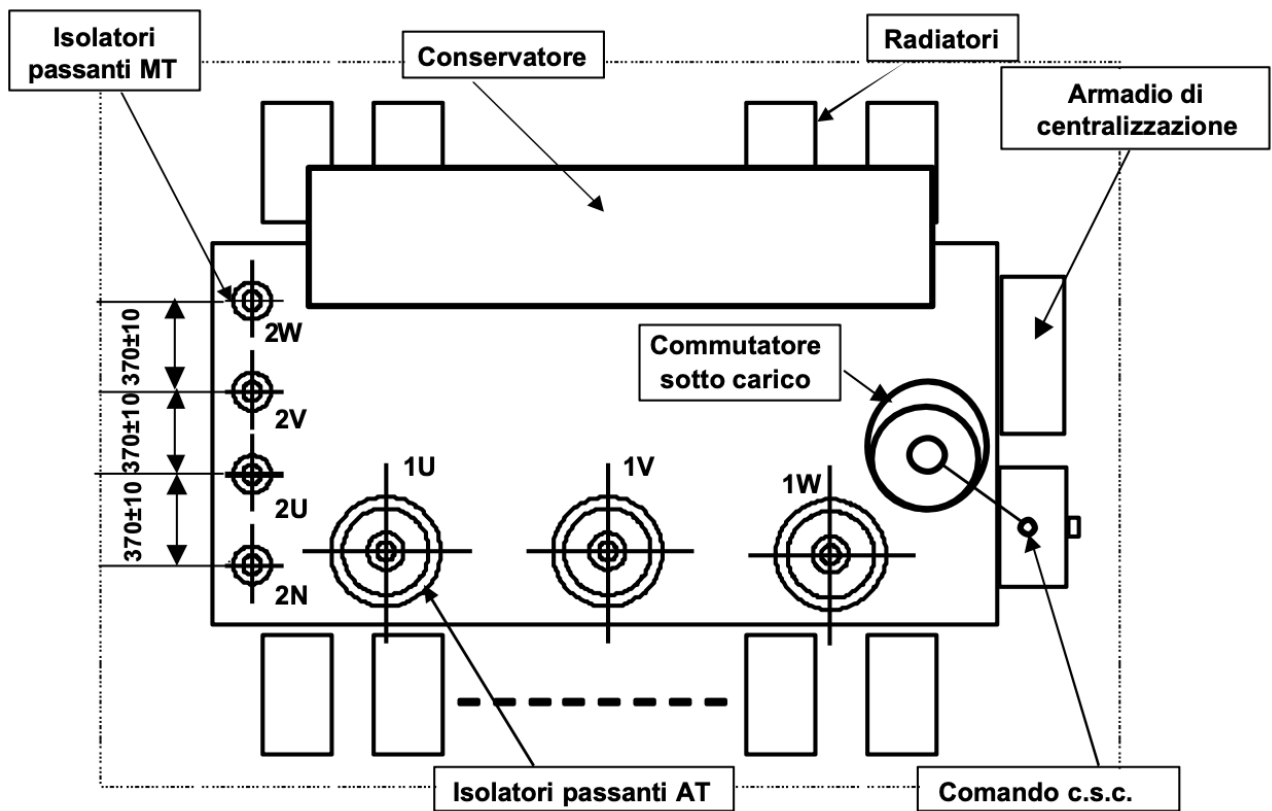 Isolatori
passanti MT
Conservatore
Radiatori
Armadio di
centralizzazione
2W
370±10
Commutatore
sotto carico
2V
370±10
1U
1V
1W
2U
370±10
2N
Isolatori passanti AT
Comando c.s.c.